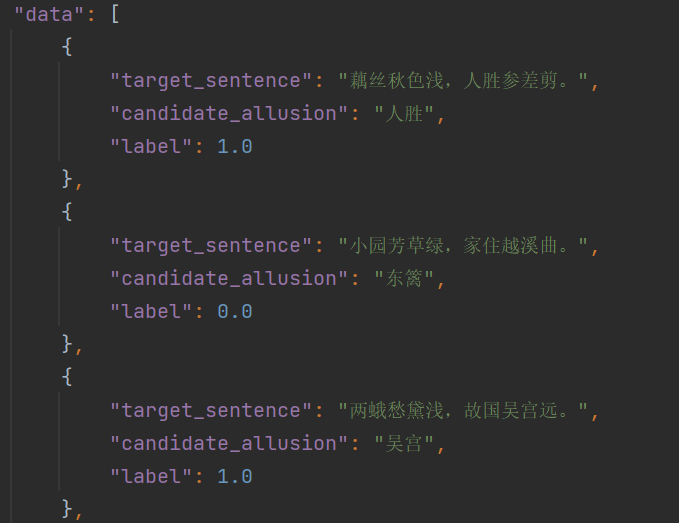 "data": [
{
"target_sentence": "藕丝秋色浅，人胜参差剪。",
"candidate_allusion": "人胜",
"label": 1.0
},
{
"target_sentence": "小园芳草绿，家住越溪曲。",
"candidate_allusion": "东篱",
"label": 0.0
},
{
"target_sentence": "两蛾愁黛浅，故国吴宫远。",
"candidate_allusion": "吴宫",
"label": 1.0
},